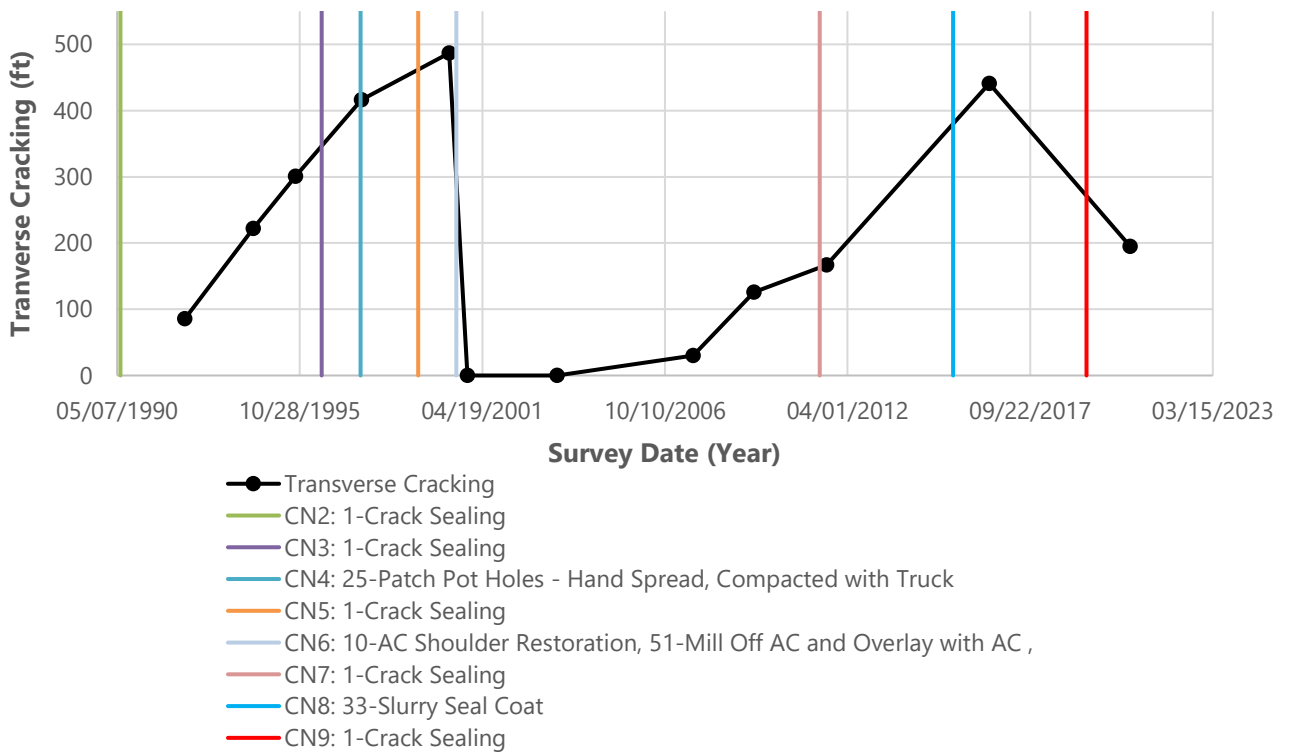 500
400
300
200
100
0
Tranverse Cracking (ft)
05/07/1990 10/28/1995 04/19/2001 10/10/2006 04/01/2012 09/22/2017 03/15/2023
Survey Date (Year)
Transverse Cracking
CN2: 1-Crack Sealing
CN3: 1-Crack Sealing
CN4: 25-Patch Pot Holes - Hand Spread, Compacted with Truck
CN5: 1-Crack Sealing
CN6: 10-AC Shoulder Restoration, 51-Mill Off AC and Overlay with AC ,
CN7: 1-Crack Sealing
CN8: 33-Slurry Seal Coat
CN9: 1-Crack Sealing